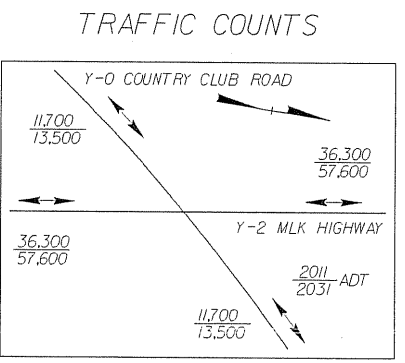 TRAFFIC COUNTS
Y-0 COUNTRY CLUB ROAD
11,700
13,500
36,300
57,600
Y-2 MLK HIGHWAY
36,300
57,600
2011
2031 ADT
11,700
13,500